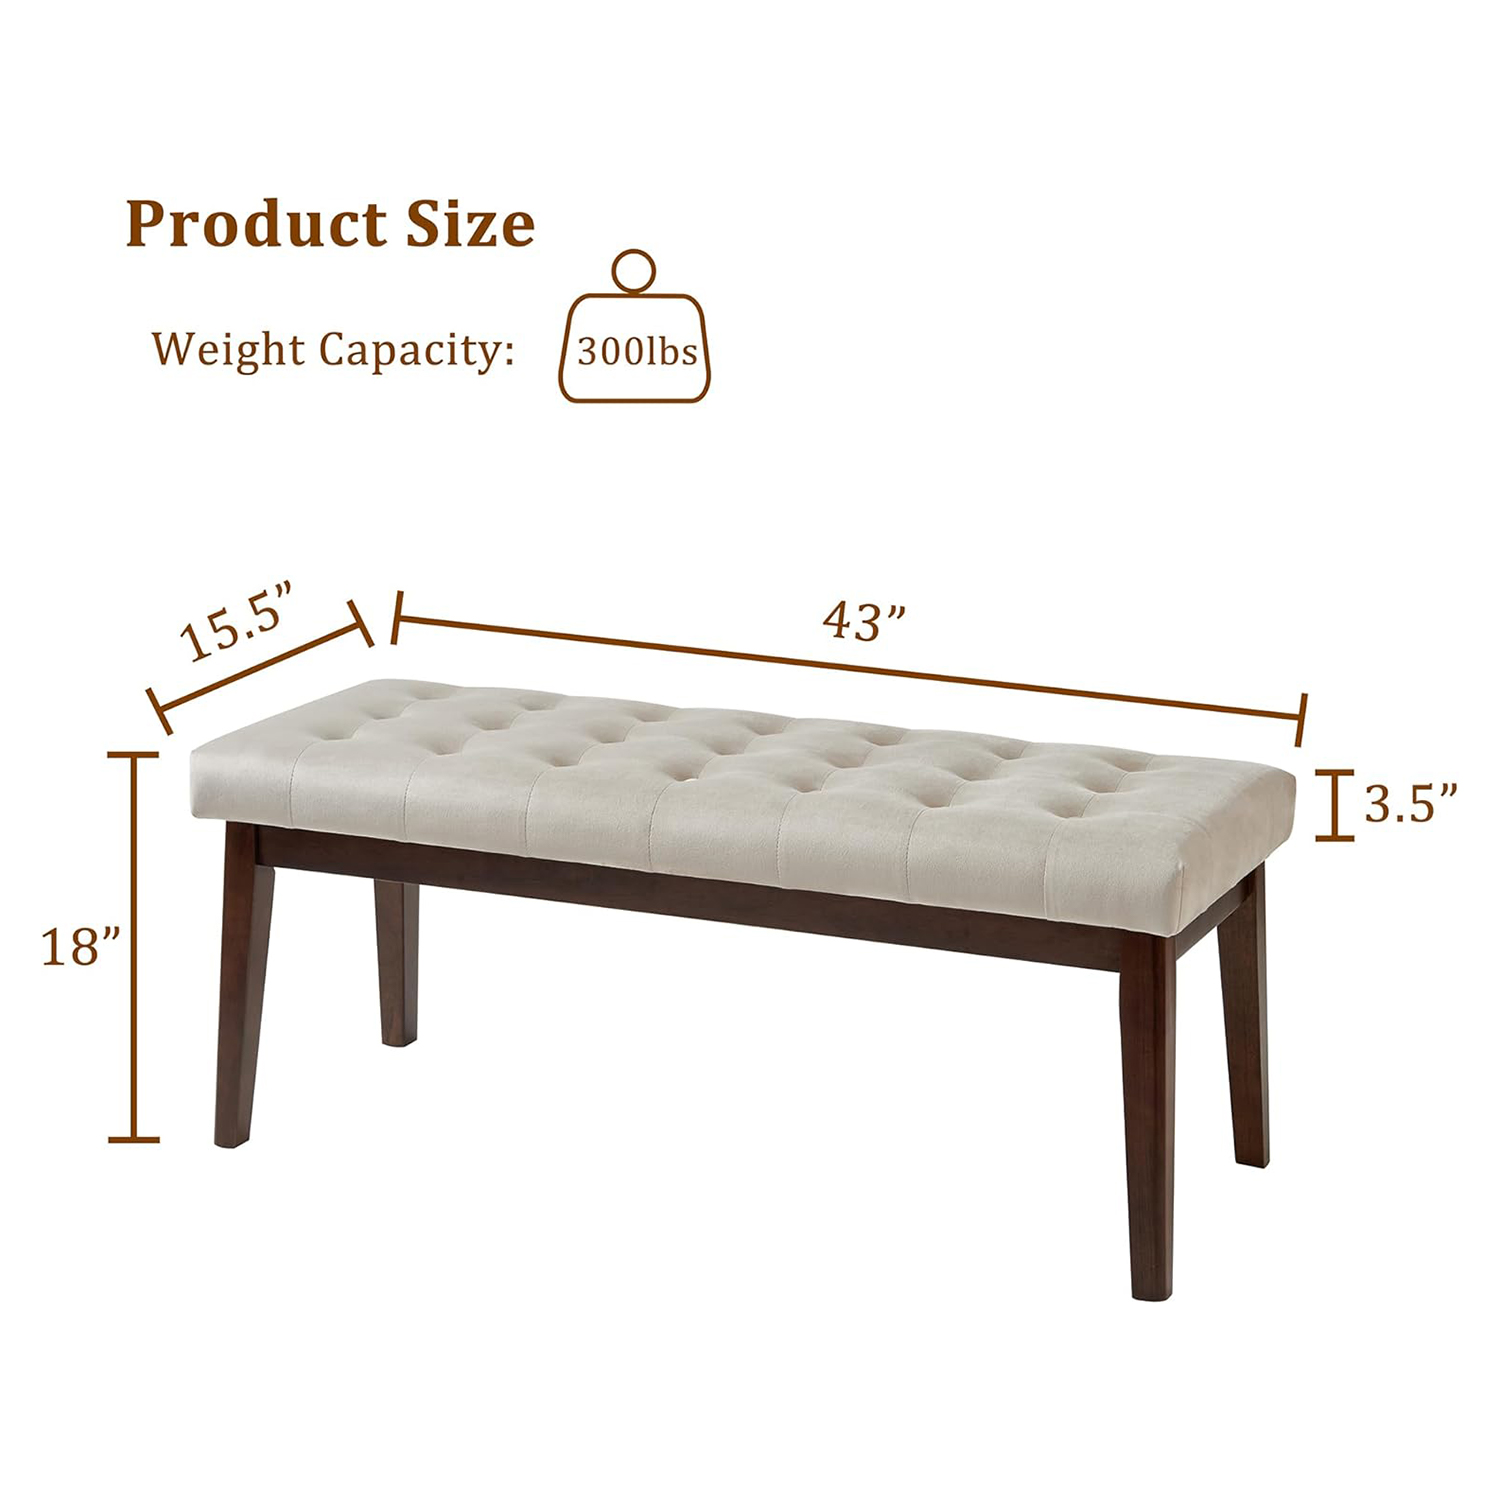 Product Size
Weight Capacity: 300lbs
15.5”
43”
3.5”
18”